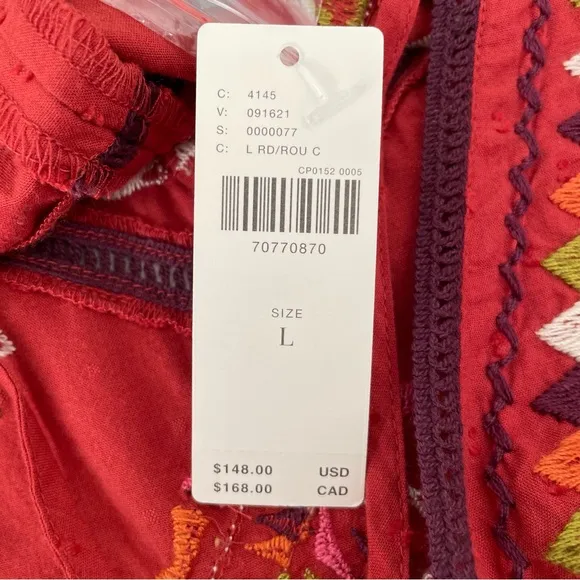 C: 4145
V: 091621
S: 0000077
C: L RD/ROU C
CP0152 0005
70770870
SIZE
L
$148.00 USD
$168.00 CAD